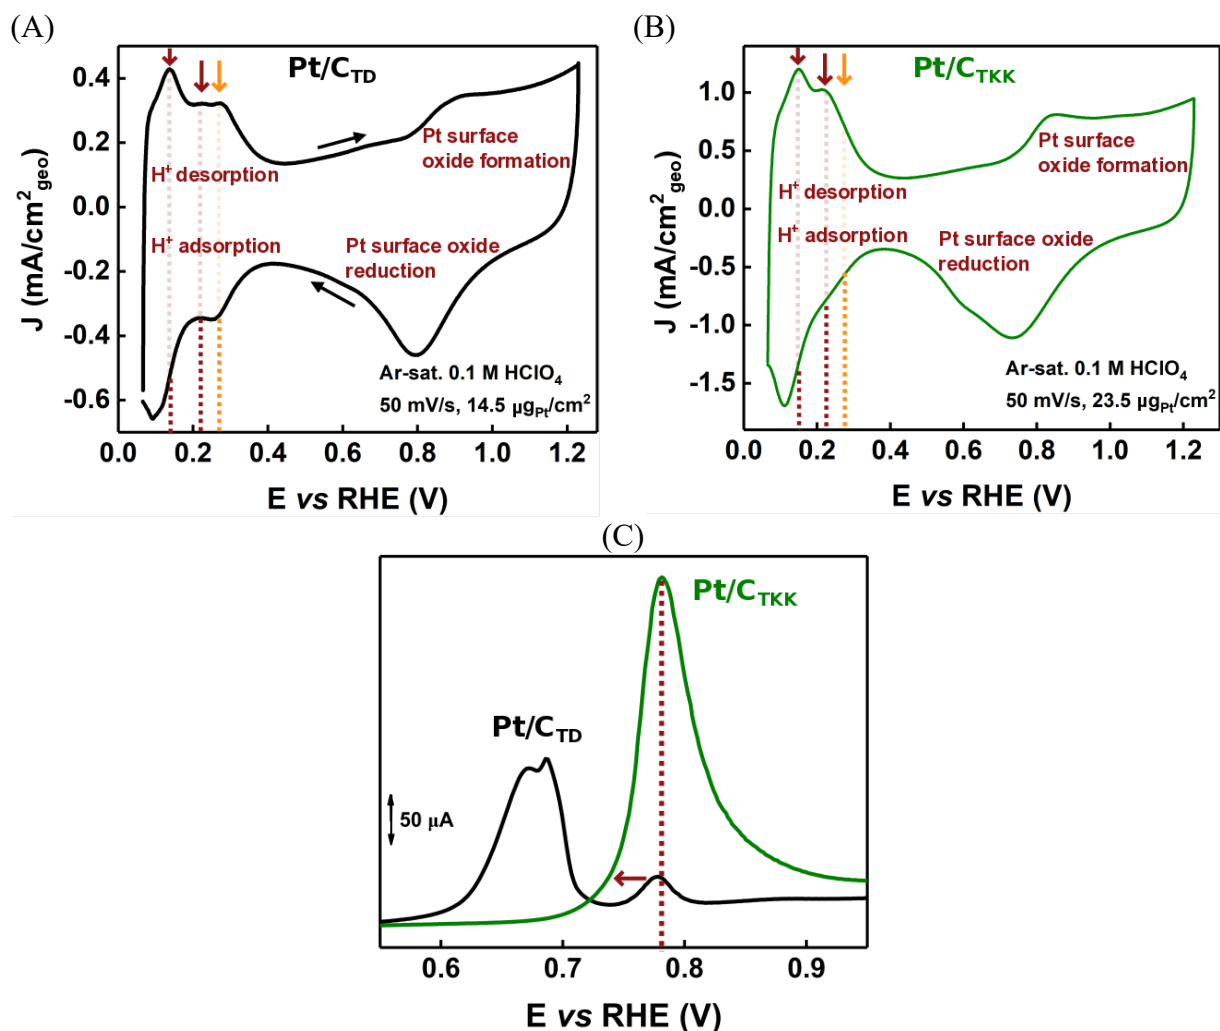 (A)
Pt/C_TD
H⁺ desorption
Pt surface
oxide formation
H⁺ adsorption
Pt surface oxide
reduction
Ar-sat. 0.1 M HClO₄
50 mV/s, 14.5 µg_Pt/cm²
J (mA/cm²_geo.)
0.4
0.2
0.0
-0.2
-0.4
-0.6
0.0 0.2 0.4 0.6 0.8 1.0 1.2
E vs RHE (V)
(B)
Pt/C_TKK
Pt surface
oxide formation
H⁺ desorption
H⁺ adsorption
Pt surface oxide
reduction
Ar-sat. 0.1 M HClO₄
50 mV/s, 23.5 µg_Pt/cm²
J (mA/cm²_geo.)
1.0
0.5
0.0
-0.5
-1.0
-1.5
0.0 0.2 0.4 0.6 0.8 1.0 1.2
E vs RHE (V)
(C)
Pt/C_TKK
Pt/C_TD
50 µA
0.6 0.7 0.8 0.9
E vs RHE (V)